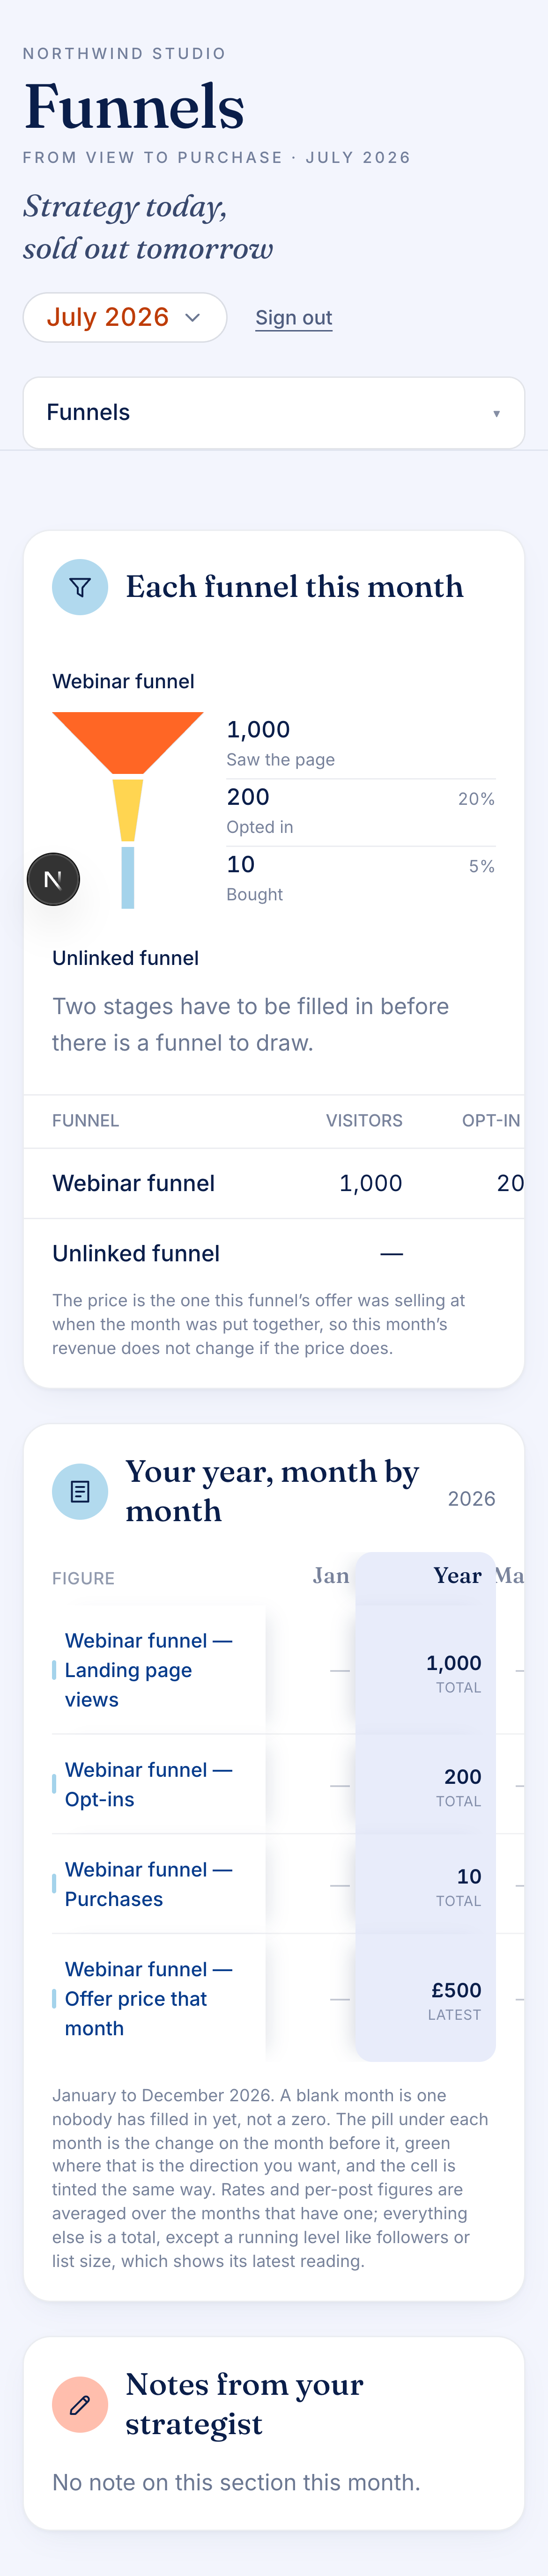 NORTHWIND STUDIO
Funnels
FROM VIEW TO PURCHASE · JULY 2026
Strategy today,
sold out tomorrow
July 2026
Sign out
Funnels
Each funnel this month
Webinar funnel
1,000
Saw the page
200 20%
Opted in
10 5%
Bought
N
Unlinked funnel
Two stages have to be filled in before
there is a funnel to draw.
FUNNEL VISITORS OPT-IN
Webinar funnel 1,000 20
Unlinked funnel —
The price is the one this funnel’s offer was selling at
when the month was put together, so this month’s
revenue does not change if the price does.
Your year, month by
month
2026
FIGURE Jan Year Ma
Webinar funnel —
Landing page
views
— 1,000 –
TOTAL
Webinar funnel —
Opt-ins
— 200 –
TOTAL
Webinar funnel —
Purchases
— 10 –
TOTAL
Webinar funnel —
Offer price that
month
— £500 –
LATEST
January to December 2026. A blank month is one
nobody has filled in yet, not a zero. The pill under each
month is the change on the month before it, green
where that is the direction you want, and the cell is
tinted the same way. Rates and per-post figures are
averaged over the months that have one; everything
else is a total, except a running level like followers or
list size, which shows its latest reading.
Notes from your
strategist
No note on this section this month.